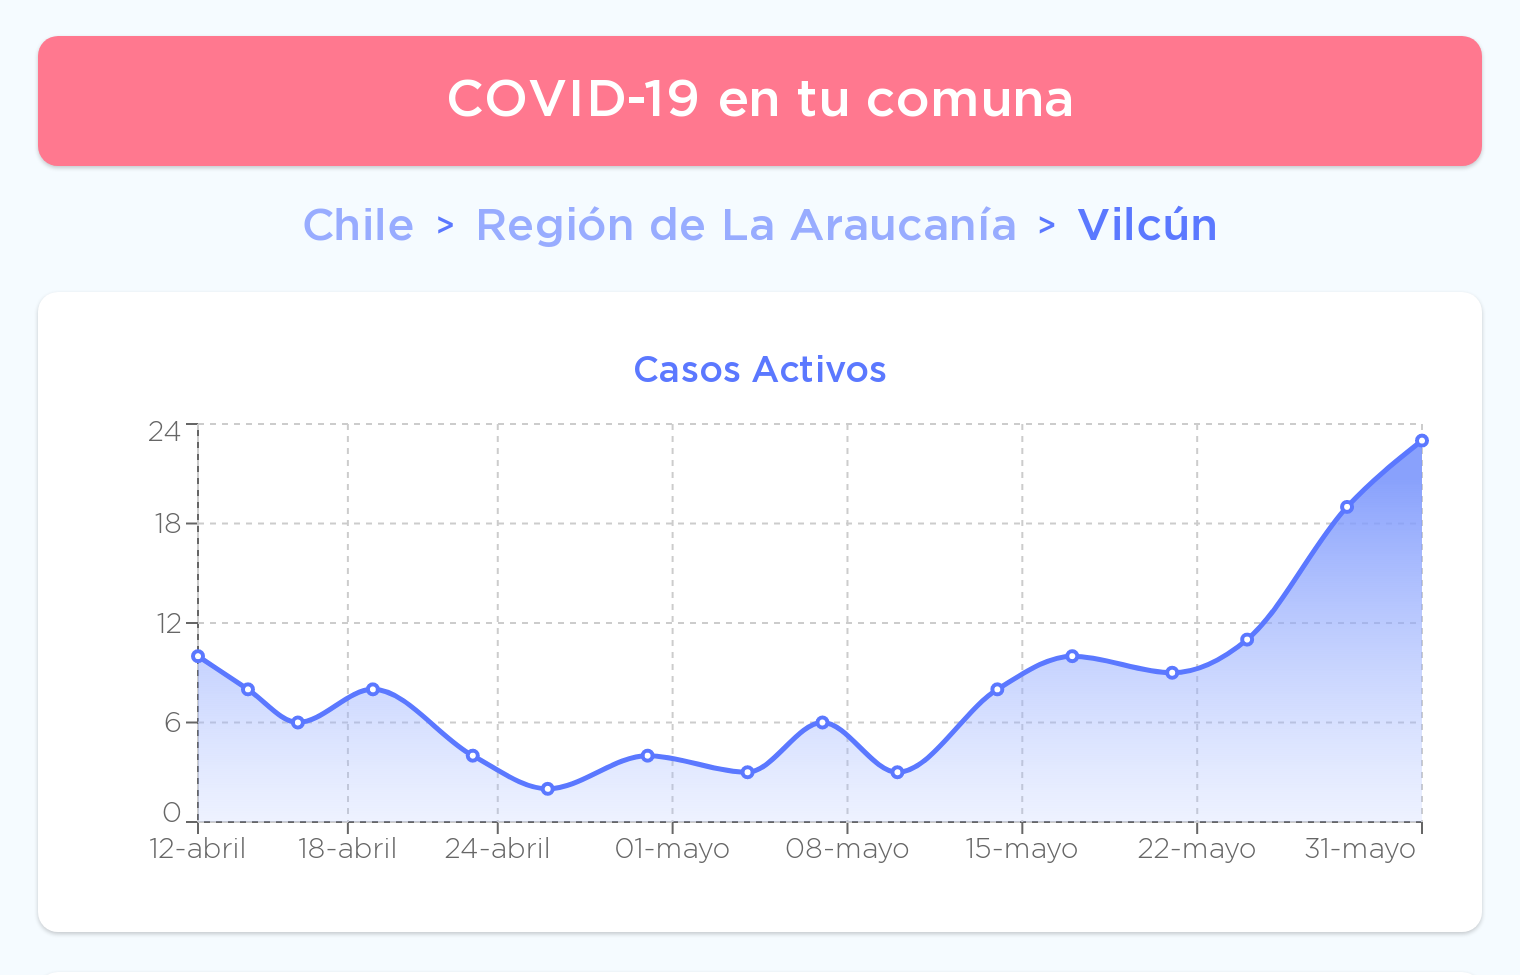 COVID-19 en tu comuna
Chile > Región de La Araucanía > Vilcún
Casos Activos
24
18
12
6
0
12-abril 18-abril 24-abril 01-mayo 08-mayo 15-mayo 22-mayo 31-mayo